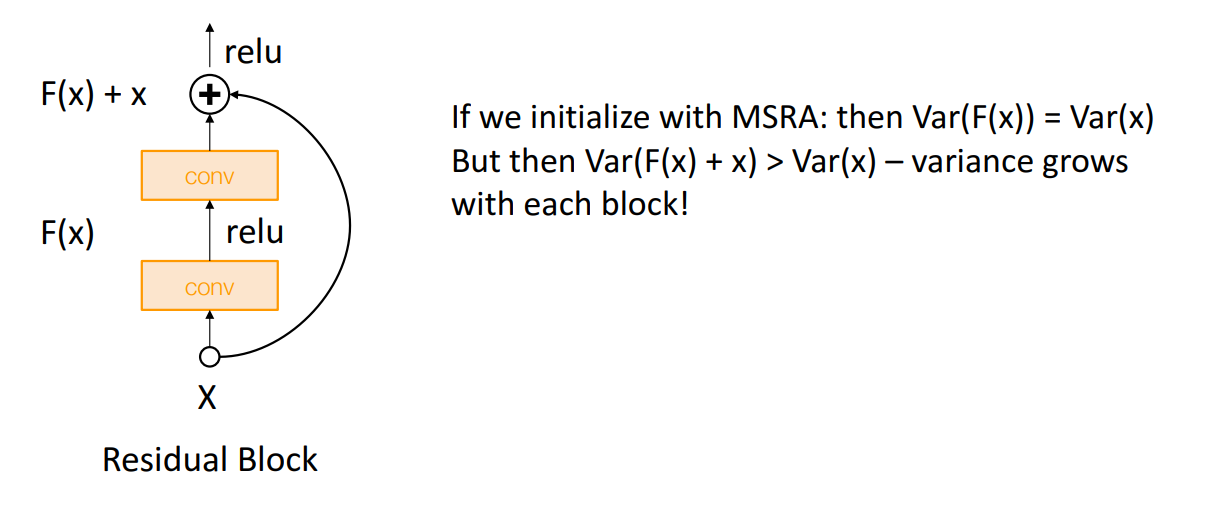 relu
F(x) + x
+
conv
F(x)
relu
conv
X
Residual Block
If we initialize with MSRA: then Var(F(x)) = Var(x)
But then Var(F(x) + x) > Var(x) – variance grows
with each block!